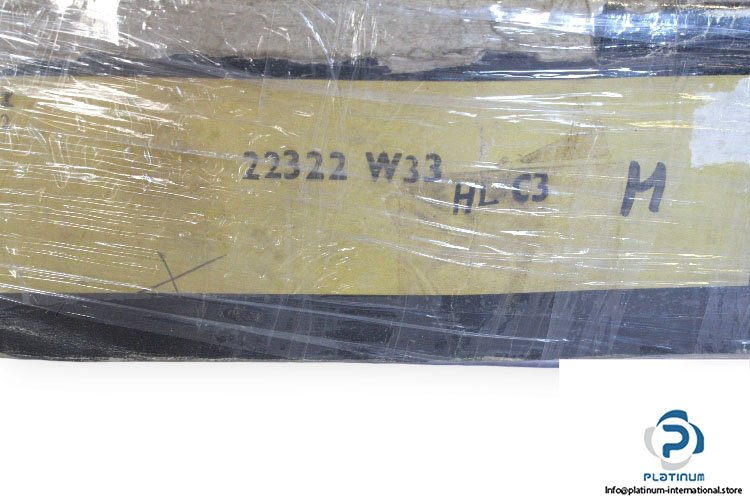 22322 W33
HL C3
M
PLATINUM
Info@platinum-international.store